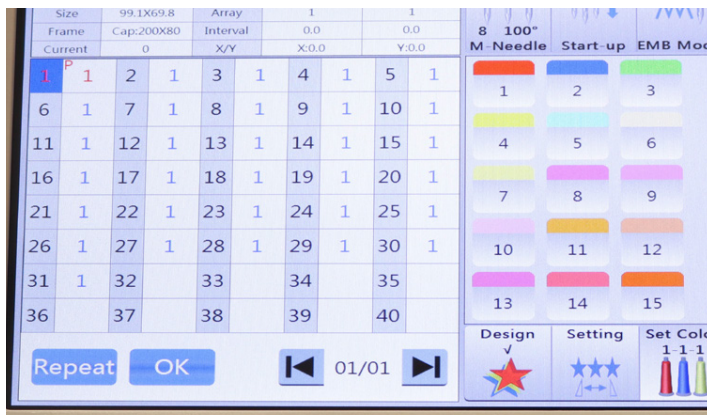 Size 99.1X69.8 Array 1 1
Frame Cap:200X80 Interval 0.0 0.0
Current 0 X/Y X:0.0 Y:0.0
8 100°
M-Needle Start-up EMB Mod
1 P 1 2 1 3 1 4 1 5 1
6 1 7 1 8 1 9 1 10 1
11 1 12 1 13 1 14 1 15 1
16 1 17 1 18 1 19 1 20 1
21 1 22 1 23 1 24 1 25 1
26 1 27 1 28 1 29 1 30 1
31 1 32 33 34 35
36 37 38 39 40
1 2 3
4 5 6
7 8 9
10 11 12
13 14 15
Repeat OK 01/01
Design Setting Set Col
√ 1-1-1